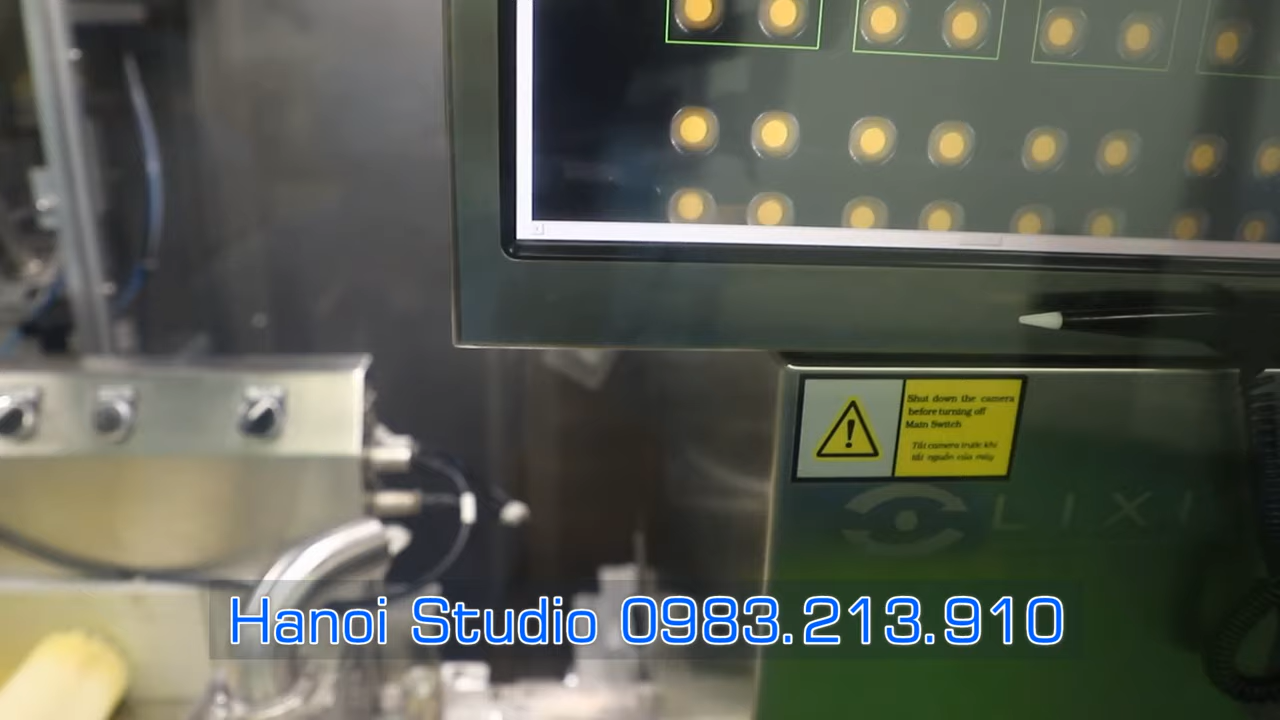 Shut down the camera
before turning off
Main Switch
Tắt camera trước khi
tắt nguồn của máy
LIXI
Hanoi Studio 0983.213.910